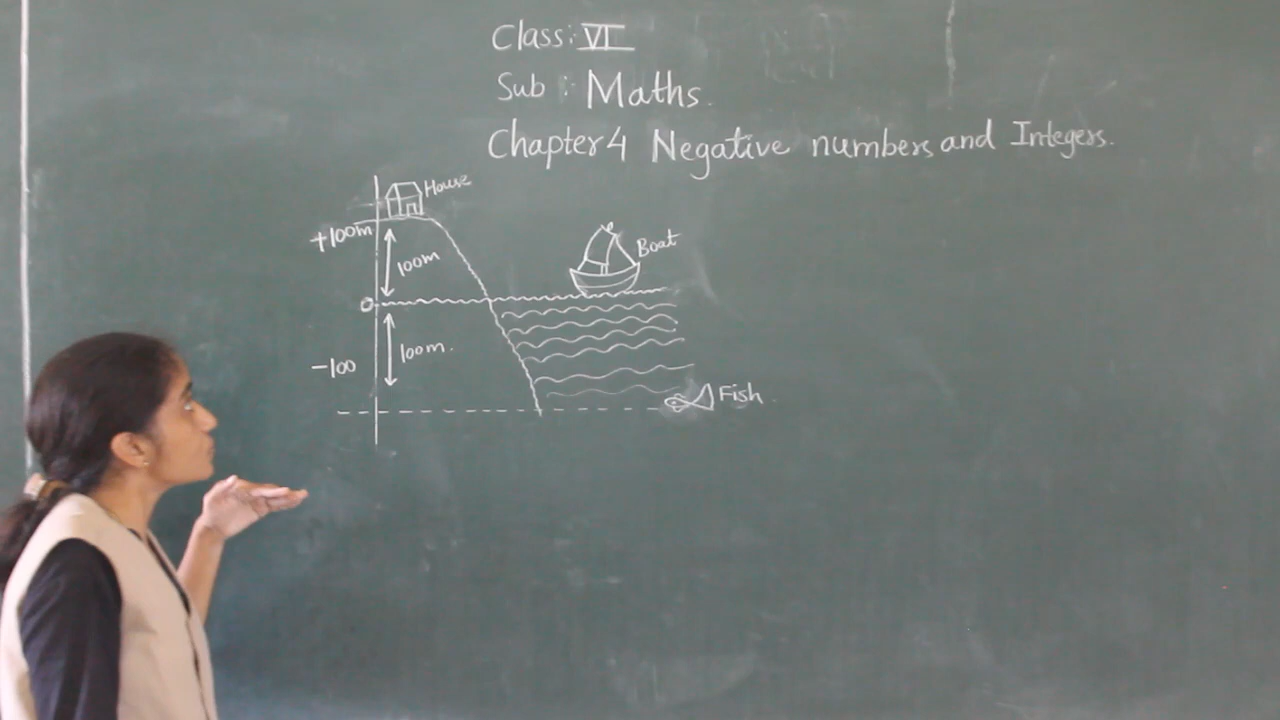 Class: VI
Sub : Maths.
Chapter 4 Negative numbers and Integers.
House
+100m
100m
Boat
0
100m.
-100
Fish.